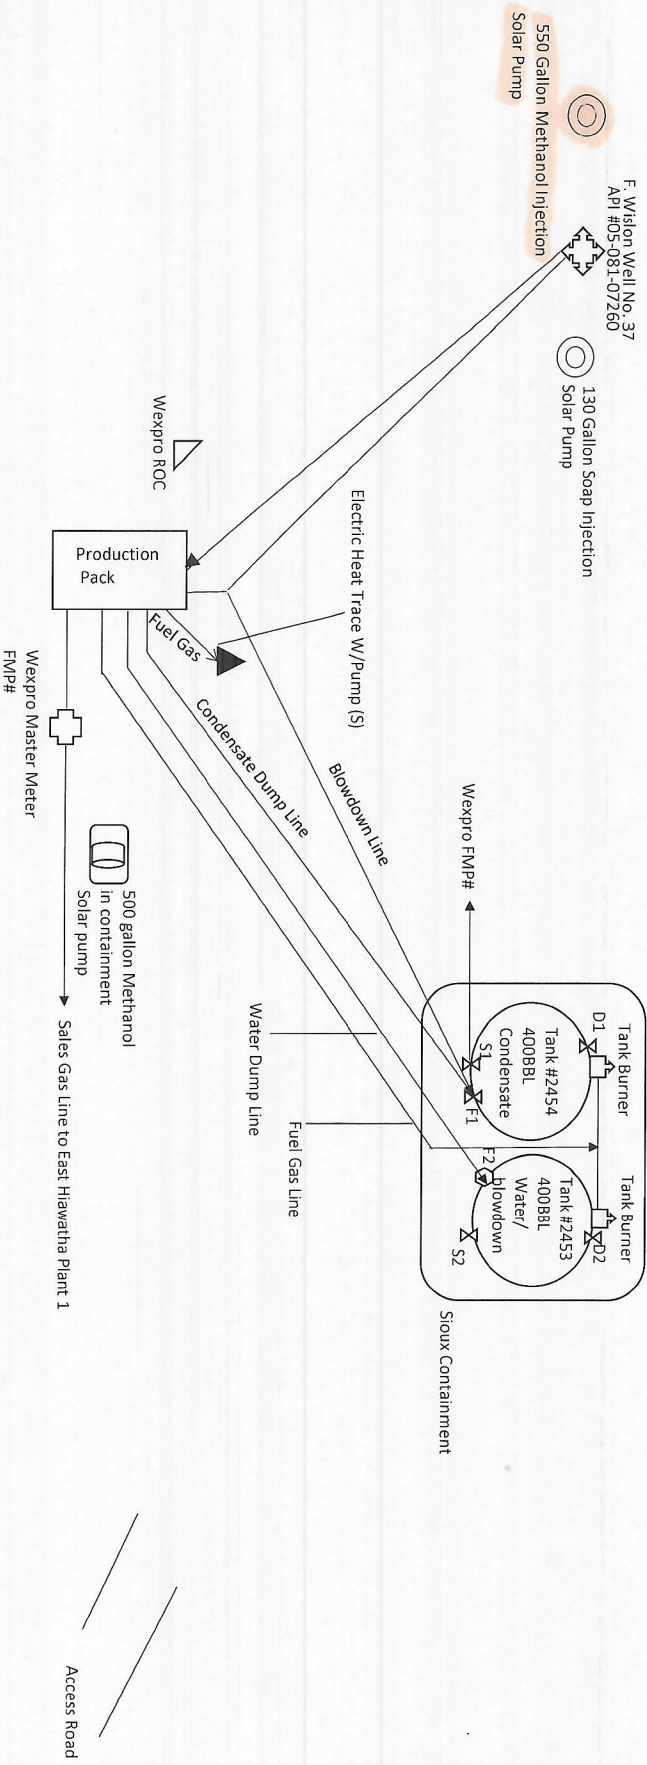 F. Wislon Well No. 37
API #05-081-07260
550 Gallon Methanol Injection
Solar Pump
130 Gallon Soap Injection
Solar Pump
Wexpro ROC
Production
Pack
Electric Heat Trace W/Pump (S)
Fuel Gas
Condensate Dump Line
Blowdown Line
Wexpro Master Meter
FMP#
500 gallon Methanol
in containment
Solar pump
Sales Gas Line to East Hiawatha Plant 1
Water Dump Line
Fuel Gas Line
Wexpro FMP#
Tank Burner
D1
Tank #2454
400BBL
Condensate
S1
F1
Tank Burner
D2
Tank #2453
400BBL
Water/
blowdown
F2
S2
Sioux Containment
Access Road